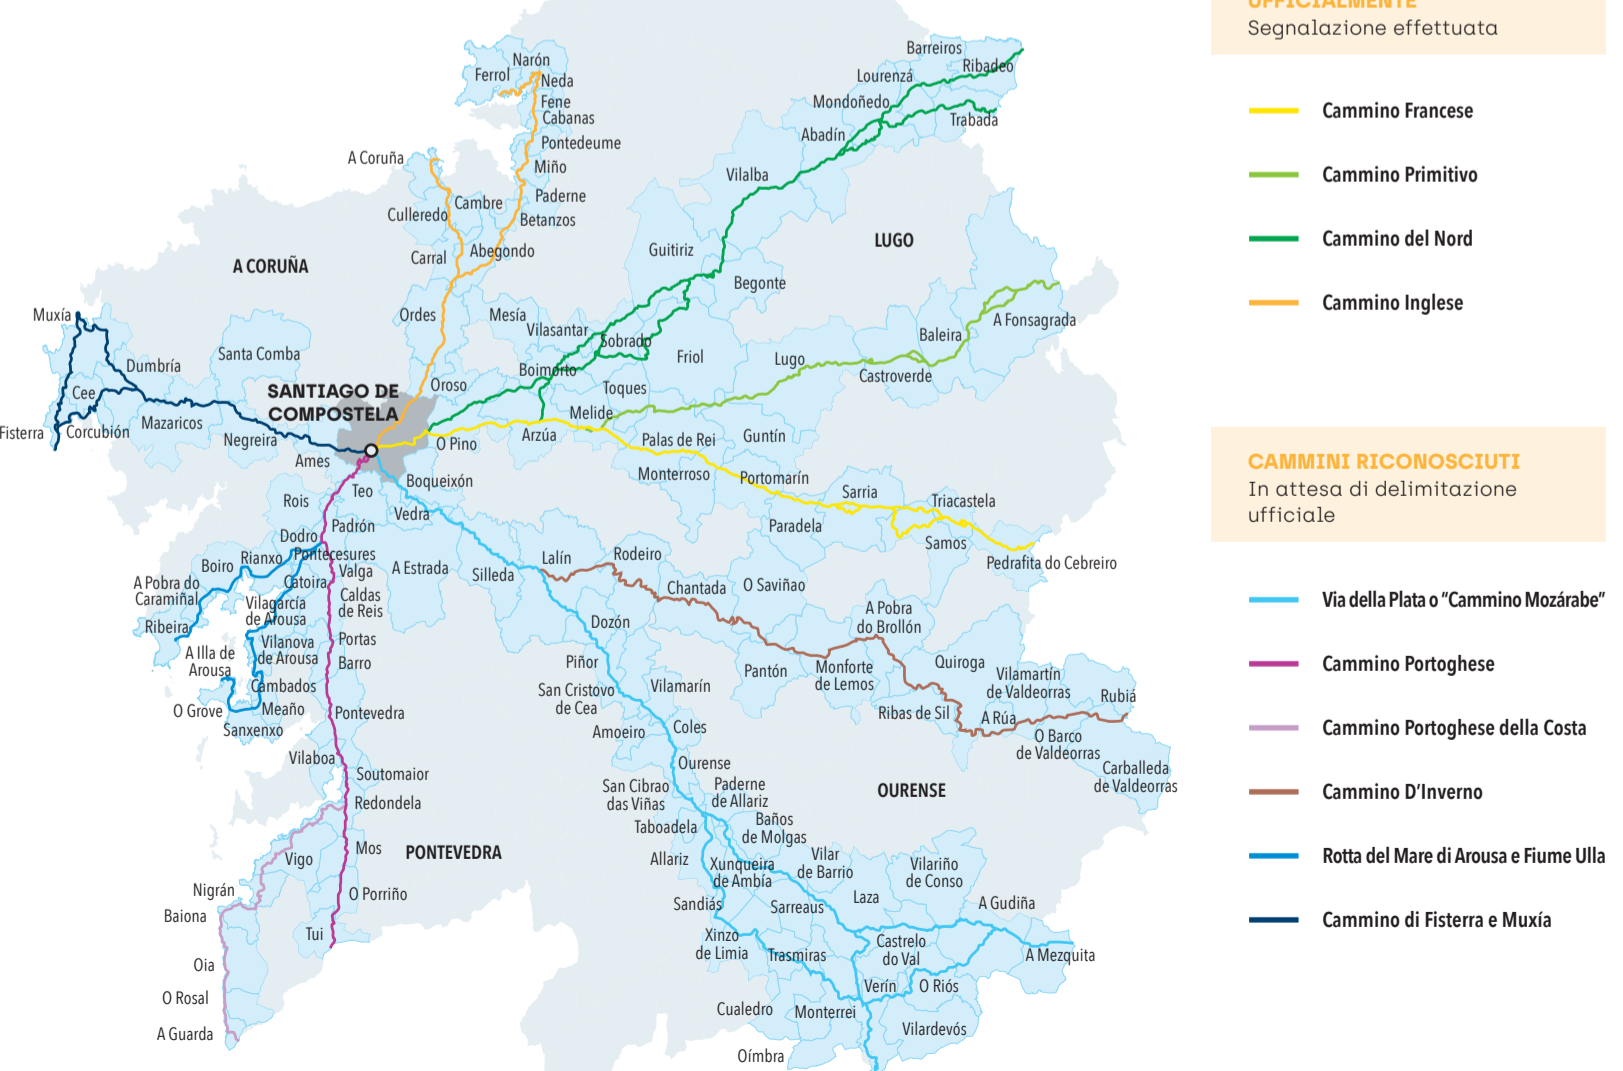 UFFICIALMENTE
Segnalazione effettuata
Cammino Francese
Cammino Primitivo
Cammino del Nord
Cammino Inglese
CAMMINI RICONOSCIUTI
In attesa di delimitazione
ufficiale
Via della Plata o "Cammino Mozárabe"
Cammino Portoghese
Cammino Portoghese della Costa
Cammino D'Inverno
Rotta del Mare di Arousa e Fiume Ulla
Cammino di Fisterra e Muxía
Narón
Ferrol
Neda
Fene
Cabanas
Pontedeume
Miño
Paderne
Betanzos
A Coruña
Cambre
Culleredo
Abegondo
Carral
A CORUÑA
Ordes
Mesía
Vilasantar
Sobrado
Boimorto
Toques
Oroso
Barreiros
Ribadeo
Lourenzá
Mondoñedo
Trabada
Abadín
Vilalba
LUGO
Guitiriz
Begonte
Friol
Lugo
Baleira
A Fonsagrada
Castroverde
Muxía
Dumbría
Santa Comba
Cee
Fisterra
Corcubión
Mazaricos
Negreira
Ames
SANTIAGO DE
COMPOSTELA
O Pino
Arzúa
Melide
Palas de Rei
Guntín
Monterroso
Portomarín
Sarria
Triacastela
Paradela
Samos
Pedrafita do Cebreiro
Teo
Boqueixón
Vedra
Rois
Padrón
Dodro
Pontecesures
Rianxo
Boiro
Catoira
Valga
A Estrada
A Pobra do
Caramiñal
Vilagarcía
de Arousa
Caldas
de Reis
Ribeira
Vilanova
de Arousa
Portas
A Illa de
Arousa
Barro
Cambados
O Grove
Meaño
Sanxenxo
Pontevedra
Vilaboa
Soutomaior
Redondela
Vigo
Mos
PONTEVEDRA
Nigrán
O Porriño
Baiona
Tui
Oia
O Rosal
A Guarda
Silleda
Lalín
Rodeiro
Chantada
O Saviñao
A Pobra
do Brollón
Dozón
Piñor
San Cristovo
de Cea
Vilamarín
Pantón
Monforte
de Lemos
Quiroga
Vilamartín
de Valdeorras
Rubiá
Ribas de Sil
A Rúa
O Barco
de Valdeorras
Carballeda
de Valdeorras
Amoeiro
Coles
Ourense
OURENSE
San Cibrao
das Viñas
Paderne
de Allariz
Taboadela
Baños
de Molgas
Allariz
Xunqueira
de Ambía
Vilar
de Barrio
Vilariño
de Conso
Sandiás
Sarreaus
Laza
A Gudiña
Xinzo
de Limia
Trasmiras
Castrelo
do Val
A Mezquita
Verín
O Riós
Cualedro
Monterrei
Vilardevós
Oímbra